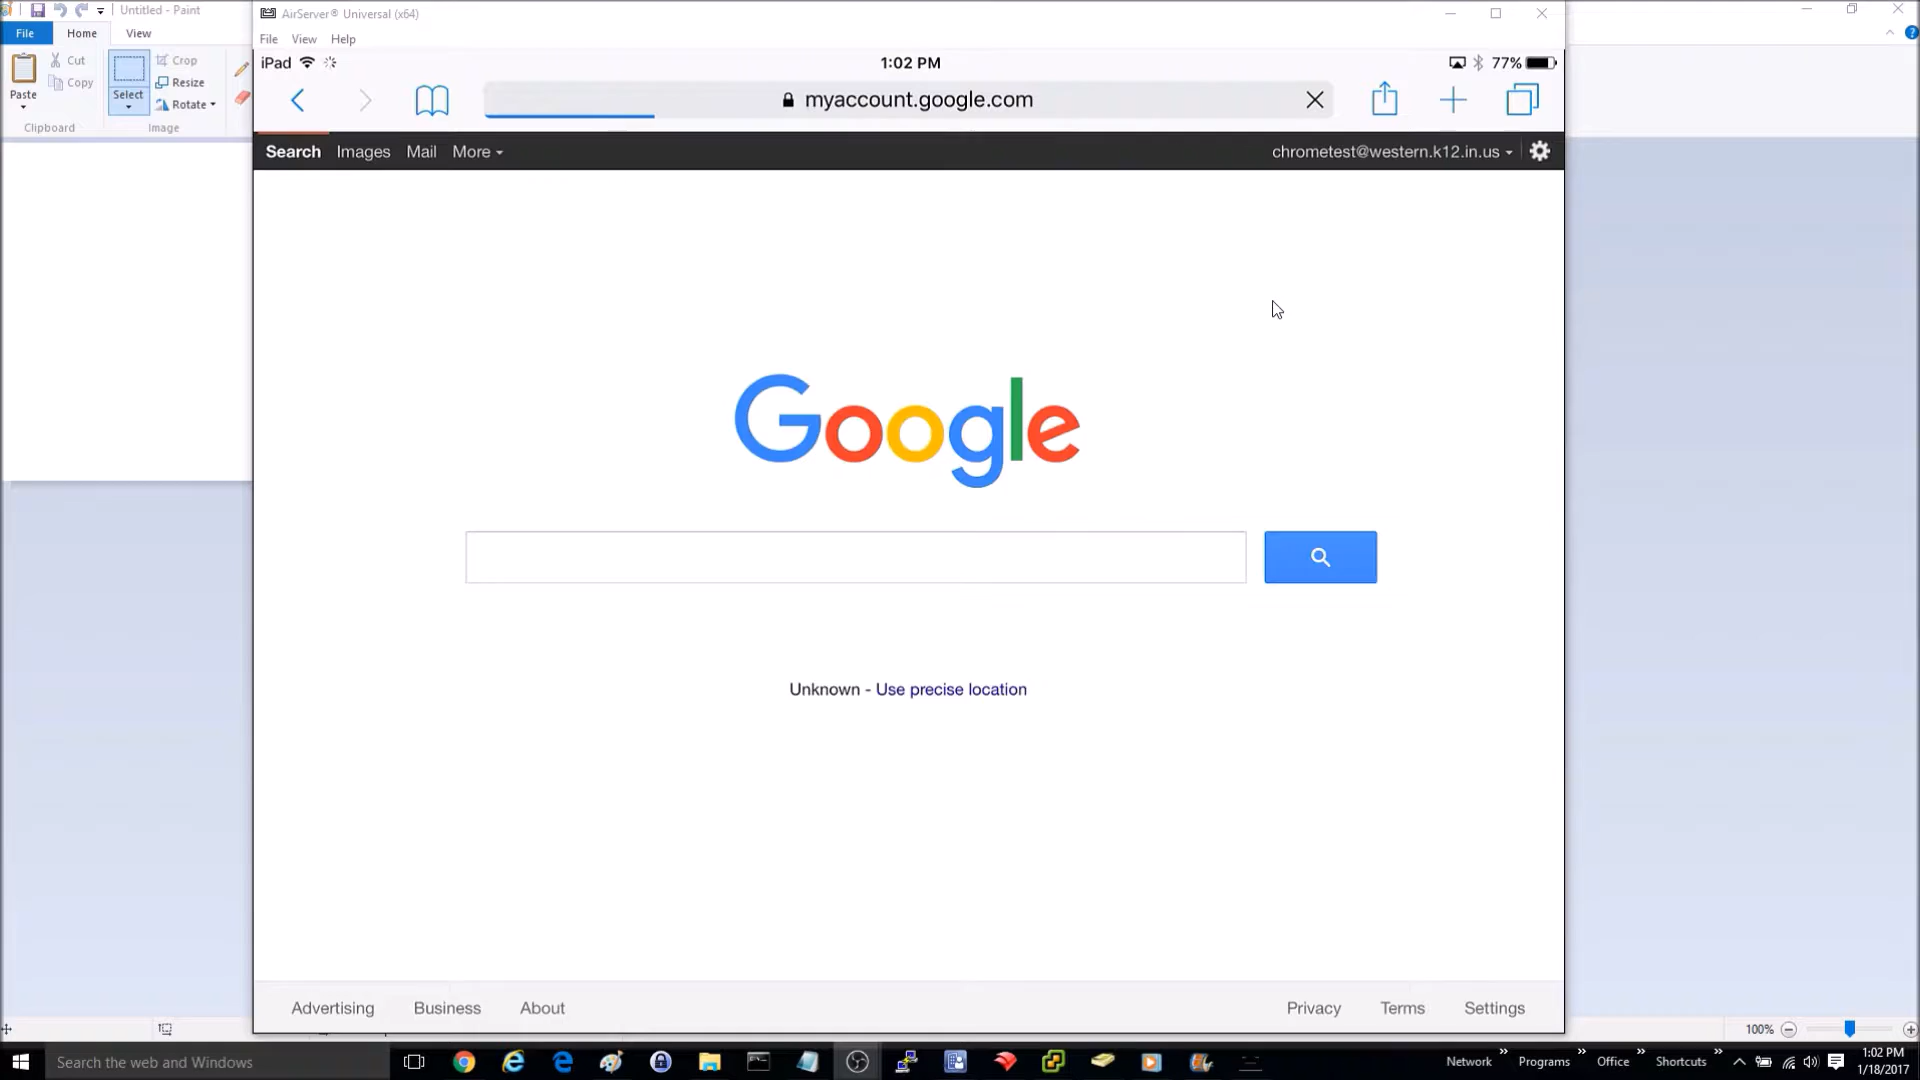 Untitled - Paint
File Home View
Paste
Cut
Copy
Clipboard
Select
Crop
Resize
Rotate
Image
AirServer® Universal (x64)
File View Help
iPad 1:02 PM 77%
myaccount.google.com
Search Images Mail More chrometest@western.k12.in.us
Google
Unknown - Use precise location
Advertising Business About Privacy Terms Settings
100%
Search the web and Windows
Network » Programs » Office » Shortcuts »
1:02 PM
1/18/2017